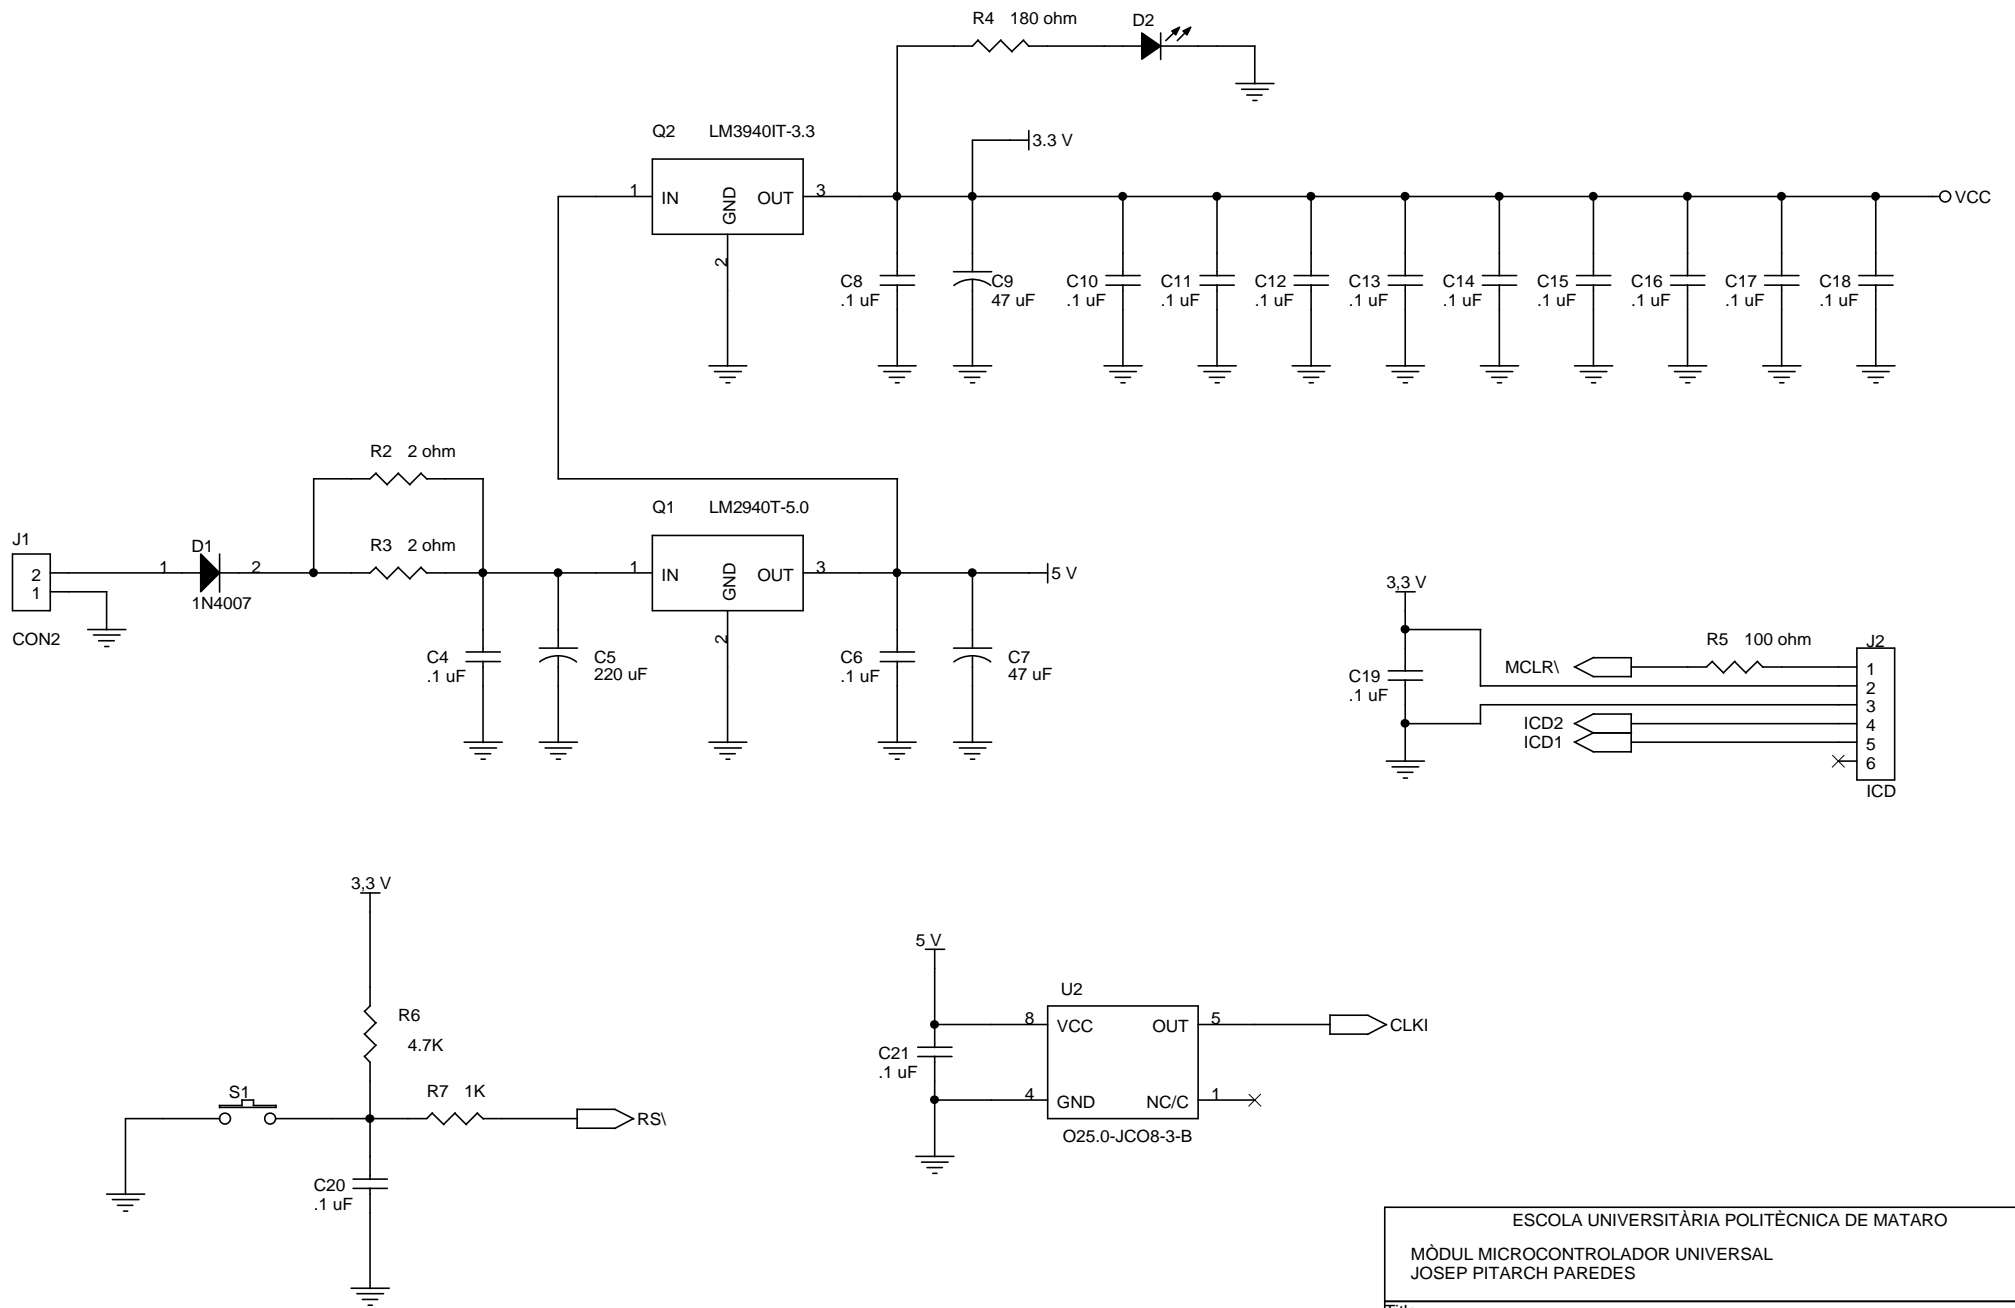 R4 180 ohm
D2
Q2 LM3940IT-3.3
3.3 V
1
IN
GND
OUT
3
2
VCC
C8
.1 uF
C9
47 uF
C10
.1 uF
C11
.1 uF
C12
.1 uF
C13
.1 uF
C14
.1 uF
C15
.1 uF
C16
.1 uF
C17
.1 uF
C18
.1 uF
R2 2 ohm
R3 2 ohm
Q1 LM2940T-5.0
J1
2
1
CON2
1
D1
2
1N4007
1
IN
GND
OUT
3
2
5 V
C4
.1 uF
C5
220 uF
C6
.1 uF
C7
47 uF
3,3 V
C19
.1 uF
MCLR\
R5 100 ohm
J2
1
2
3
4
5
6
ICD2
ICD1
ICD
3,3 V
R6
4.7K
S1
R7 1K
RS\
C20
.1 uF
5 V
U2
8
VCC
OUT
5
CLKI
C21
.1 uF
4
GND
NC/C
1
O25.0-JCO8-3-B
ESCOLA UNIVERSITÀRIA POLITÈCNICA DE MATARO
MÒDUL MICROCONTROLADOR UNIVERSAL
JOSEP PITARCH PAREDES